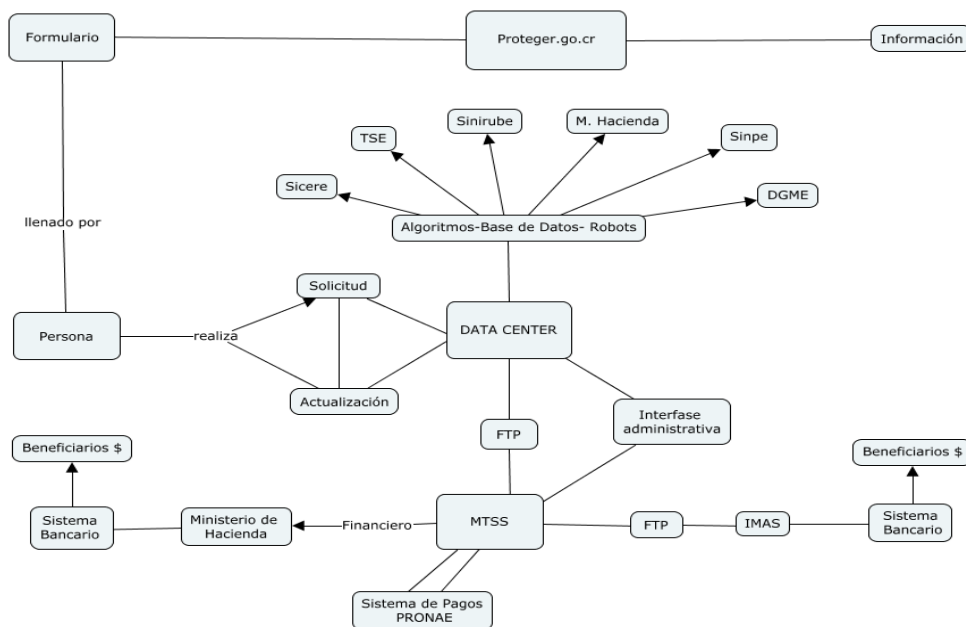 Formulario
Proteger.go.cr
Información
Sinirube
M. Hacienda
TSE
Sinpe
Sicere
DGME
llenado por
Algoritmos-Base de Datos- Robots
Solicitud
Persona
realiza
DATA CENTER
Actualización
Interfase
administrativa
FTP
Beneficiarios $
Beneficiarios $
Sistema
Bancario
Ministerio de
Hacienda
Financiero
MTSS
FTP
IMAS
Sistema
Bancario
Sistema de Pagos
PRONAE